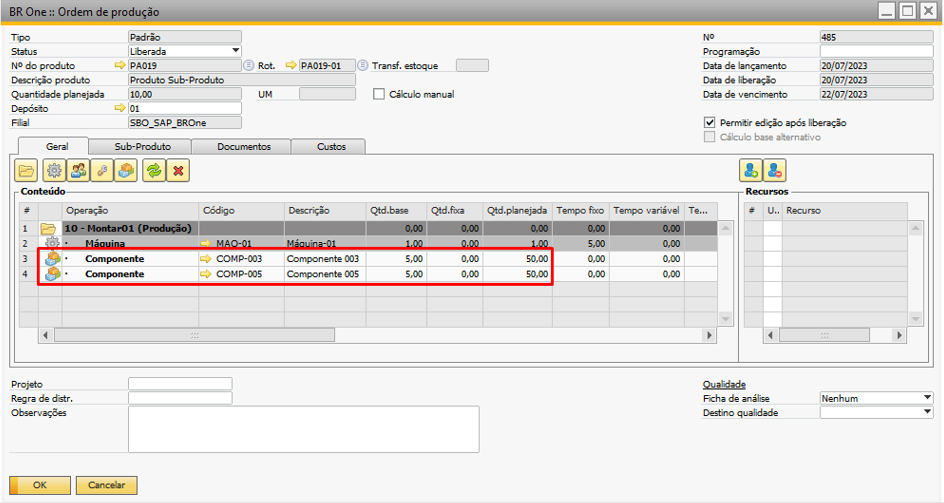 BR One :: Ordem de produção
Tipo Padrão Nº 485
Status Liberada Programação
Nº do produto PA019 Rot. PA019-01 Transf. estoque Data de lançamento 20/07/2023
Descrição produto Produto Sub-Produto Data de liberação 20/07/2023
Quantidade planejada 10,00 UM Cálculo manual Data de vencimento 22/07/2023
Depósito 01
Filial SBO_SAP_BROne Permitir edição após liberação
Cálculo base alternativo
Geral Sub-Produto Documentos Custos
Conteúdo Recursos
# Operação Código Descrição Qtd.base Qtd.fixa Qtd.planejada Tempo fixo Tempo variável Te... # U.. Recurso
1 10 - Montar01 (Produção) 0,00 0,00 0,00 0,00 0,00
2 Máquina MAQ-01 Máquina-01 1,00 0,00 1,00 5,00 0,00
3 Componente COMP-003 Componente 003 5,00 0,00 50,00 0,00 0,00
4 Componente COMP-005 Componente 005 5,00 0,00 50,00 0,00 0,00
Projeto Qualidade
Regra de distr. Ficha de análise Nenhum
Observações Destino qualidade
OK Cancelar